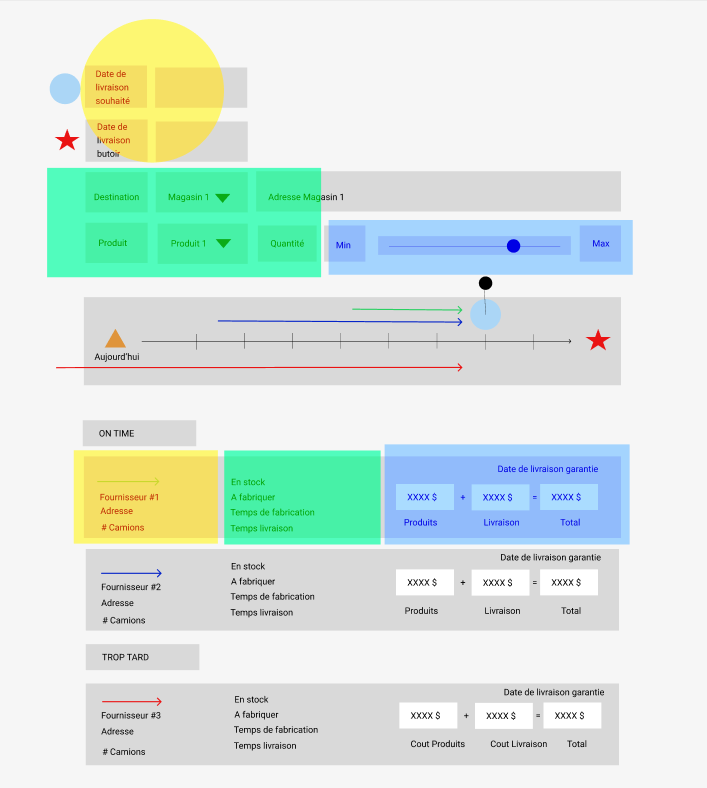 Date de
livraison
souhaité
Date de
livraison
butoir
Destination Magasin 1 Adresse Magasin 1
Produit Produit 1 Quantité Min Max
Aujourd'hui
ON TIME
Date de livraison garantie
En stock
Fournisseur #1 A fabriquer XXXX $ + XXXX $ = XXXX $
Adresse Temps de fabrication
# Camions Temps livraison Produits Livraison Total
Date de livraison garantie
En stock
Fournisseur #2 A fabriquer XXXX $ + XXXX $ = XXXX $
Adresse Temps de fabrication
# Camions Temps livraison Produits Livraison Total
TROP TARD
Date de livraison garantie
En stock
Fournisseur #3 A fabriquer XXXX $ + XXXX $ = XXXX $
Adresse Temps de fabrication
# Camions Temps livraison Cout Produits Cout Livraison Total